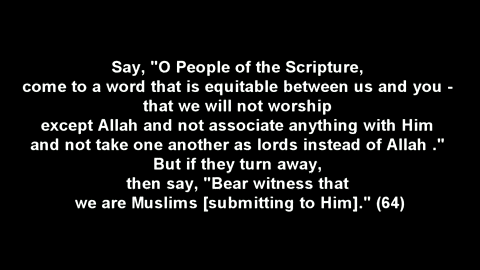 Say, "O People of the Scripture,
come to a word that is equitable between us and you -
that we will not worship
except Allah and not associate anything with Him
and not take one another as lords instead of Allah ."
But if they turn away,
then say, "Bear witness that
we are Muslims [submitting to Him]." (64)